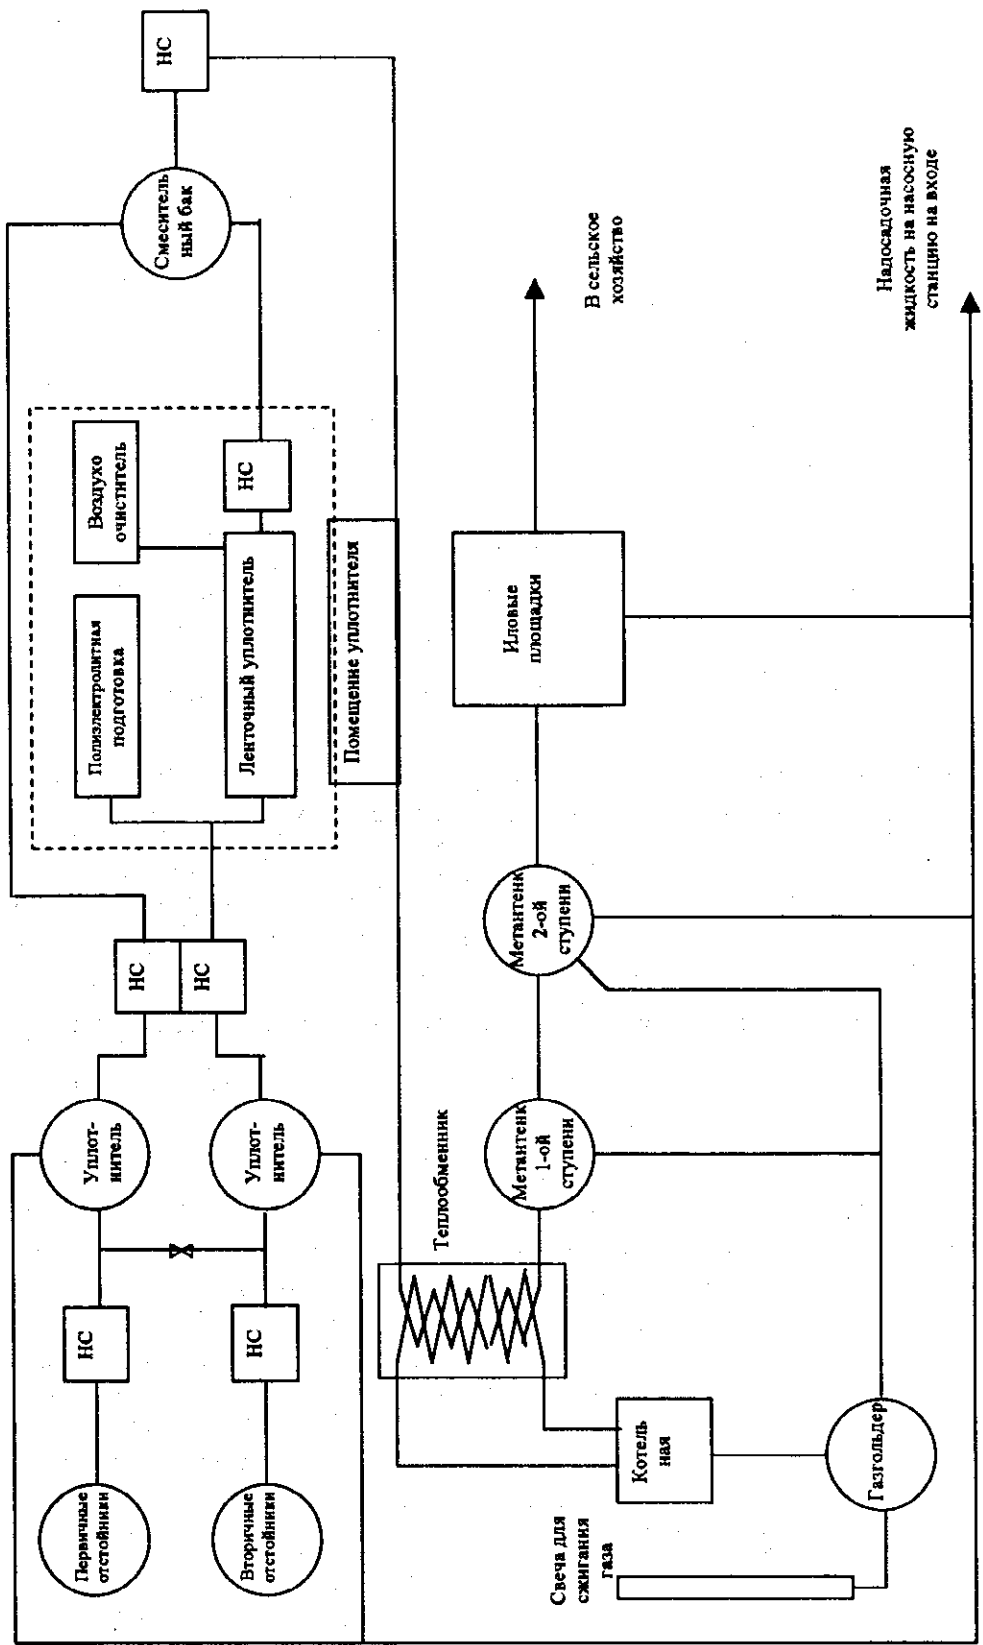 Первичные
отстойники
НС
Уплот-
нитель
НС
Вторичные
отстойники
НС
Уплот-
нитель
НС
Полиэлектролитная
подготовка
Воздухо
очиститель
Ленточный уплотнитель
НС
Помещение уплотнителя
Смеситель
ный бак
НС
Теплообменник
Метантенк
1-ой
ступени
Метантенк
2-ой
ступени
Иловые
площадки
В сельское
хозяйство
Свеча для
сжигания
газа
Котель
ная
Газгольдер
Надосадочная
жидкость на насосную
станцию на входе